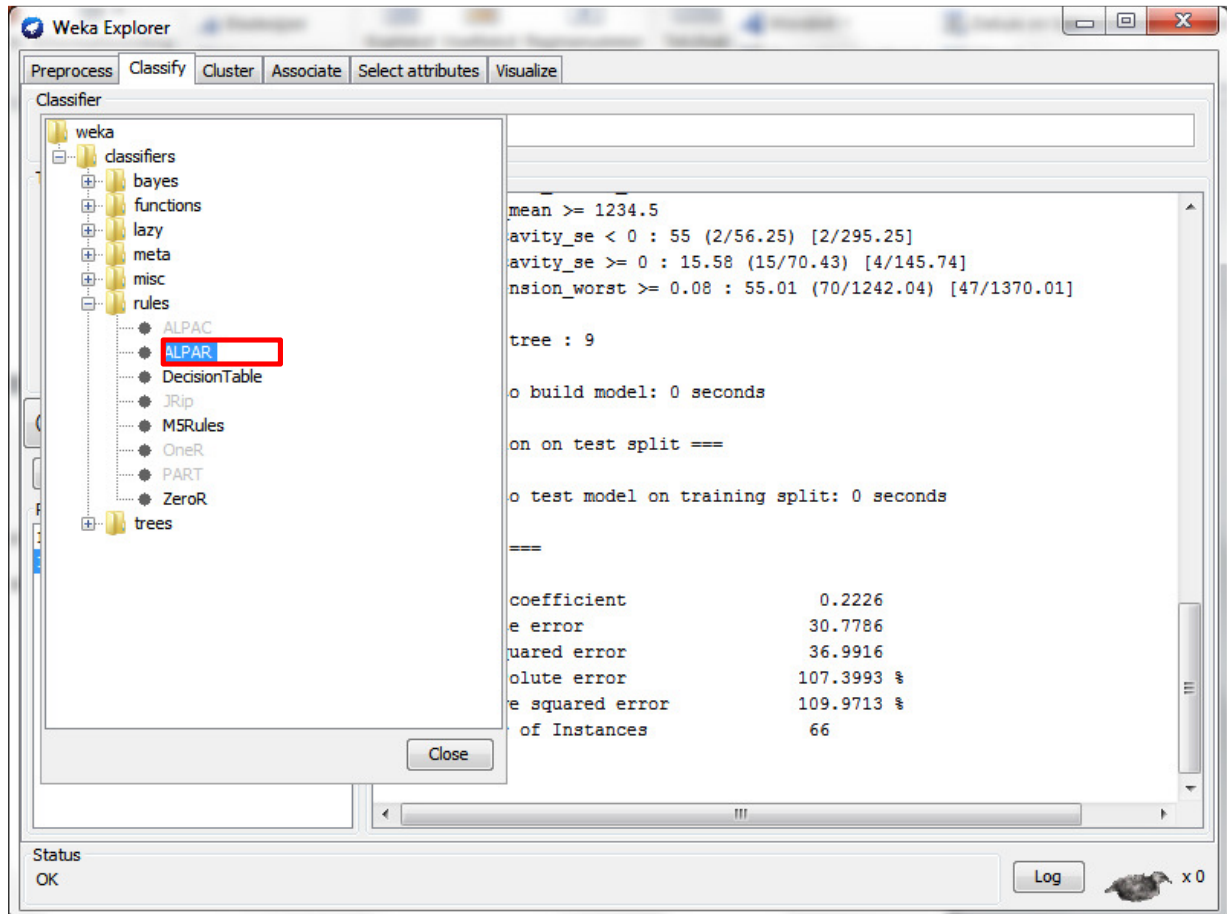 Weka Explorer
Preprocess Classify Cluster Associate Select attributes Visualize
Classifier
weka
classifiers
bayes
functions
lazy
meta
misc
rules
ALPAC
ALPAR
DecisionTable
JRip
M5Rules
OneR
PART
ZeroR
trees
Close
mean >= 1234.5
avity_se < 0 : 55 (2/56.25) [2/295.25]
avity_se >= 0 : 15.58 (15/70.43) [4/145.74]
nsion_worst >= 0.08 : 55.01 (70/1242.04) [47/1370.01]
tree : 9
o build model: 0 seconds
on on test split ===
o test model on training split: 0 seconds
===
coefficient 0.2226
e error 30.7786
uared error 36.9916
olute error 107.3993 %
e squared error 109.9713 %
of Instances 66
Status
OK
Log
x 0